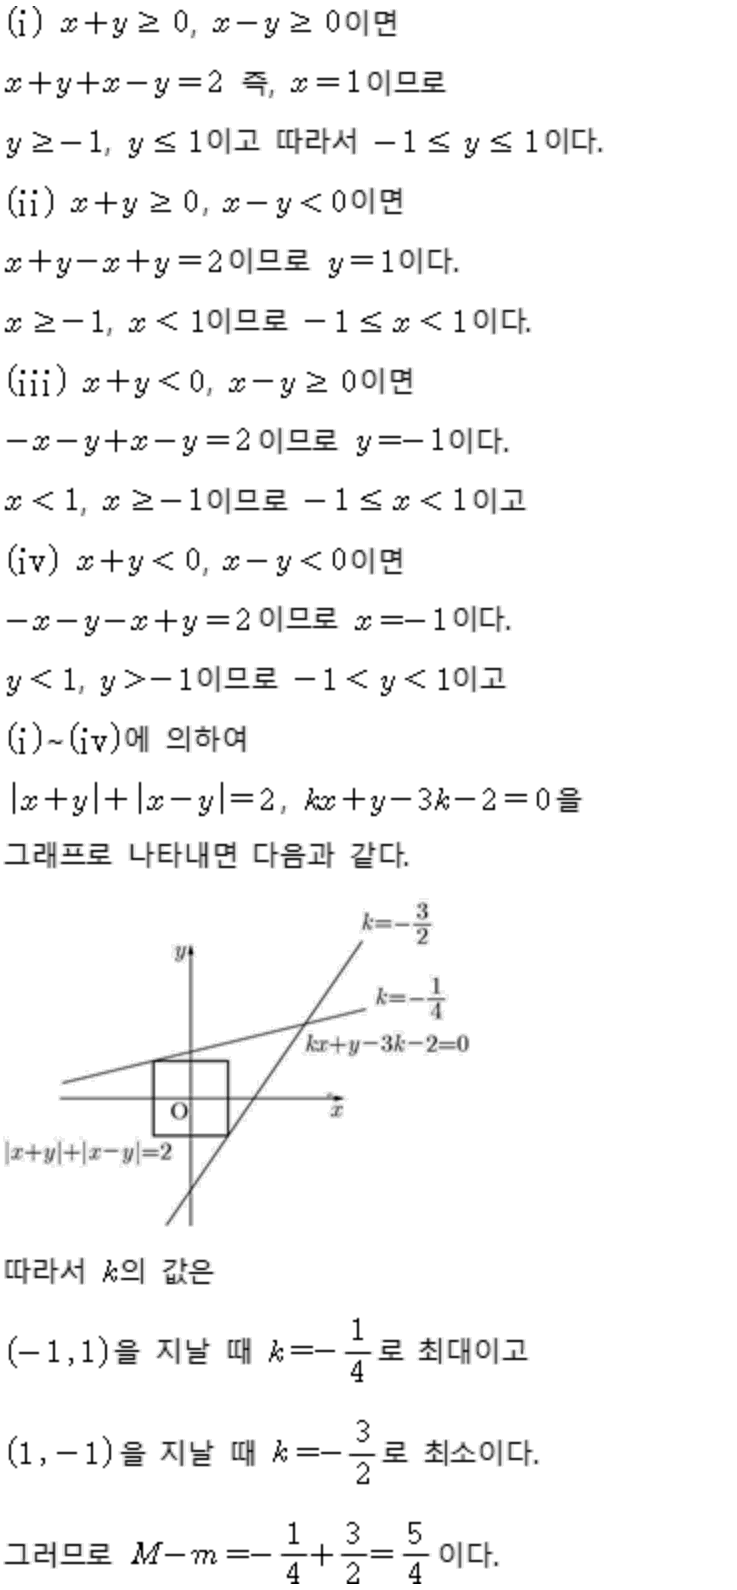 (i) x+y ≥ 0, x-y ≥ 0이면
x+y+x-y=2 즉, x=1이므로
y ≥-1, y ≤ 1이고 따라서 -1 ≤ y ≤ 1이다.
(ii) x+y ≥ 0, x-y < 0이면
x+y-x+y=2이므로 y=1이다.
x ≥-1, x < 1이므로 -1 ≤ x < 1이다.
(iii) x+y < 0, x-y ≥ 0이면
-x-y+x-y=2이므로 y=-1이다.
x < 1, x ≥-1이므로 -1 ≤ x < 1이고
(iv) x+y < 0, x-y < 0이면
-x-y-x+y=2이므로 x=-1이다.
y < 1, y >-1이므로 -1 < y < 1이고
(i)~(iv)에 의하여
|x+y|+|x-y|=2, kx+y-3k-2=0을
그래프로 나타내면 다음과 같다.
k=-3/2
y
k=-1/4
kx+y-3k-2=0
O
x
|x+y|+|x-y|=2
따라서 k의 값은
(-1,1)을 지날 때 k=-1/4로 최대이고
(1,-1)을 지날 때 k=-3/2로 최소이다.
그러므로 M-m=-1/4+3/2=5/4이다.